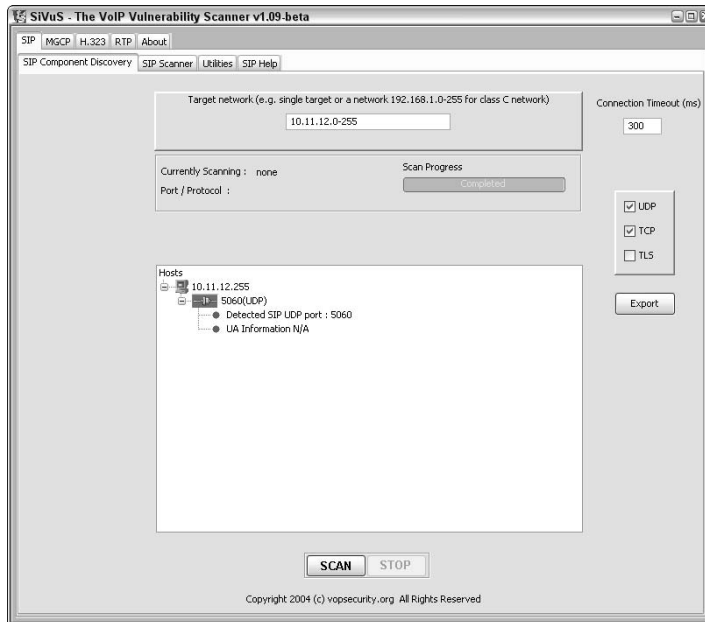 SiVuS - The VoIP Vulnerability Scanner v1.09-beta
SIP MGCP H.323 RTP About
SIP Component Discovery SIP Scanner Utilities SIP Help
Target network (e.g. single target or a network 192.168.1.0-255 for class C network)
10.11.12.0-255
Connection Timeout (ms)
300
Currently Scanning : none
Scan Progress
Completed
Port / Protocol :
UDP
TCP
TLS
Export
Hosts
10.11.12.255
5060(UDP)
Detected SIP UDP port : 5060
UA Information N/A
SCAN STOP
Copyright 2004 (c) vopsecurity.org All Rights Reserved